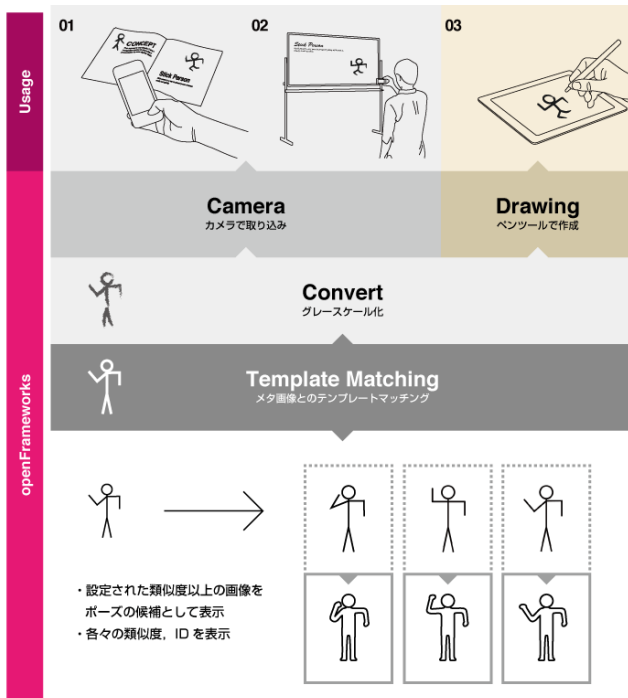 Usage
01
CONCEPT
Stick Person
02
Stick Person
03
openFrameworks
Camera
カメラで取り込み
Drawing
ペンツールで作成
Convert
グレースケール化
Template Matching
メタ画像とのテンプレートマッチング
・設定された類似度以上の画像を
ポーズの候補として表示
・各々の類似度，ID を表示